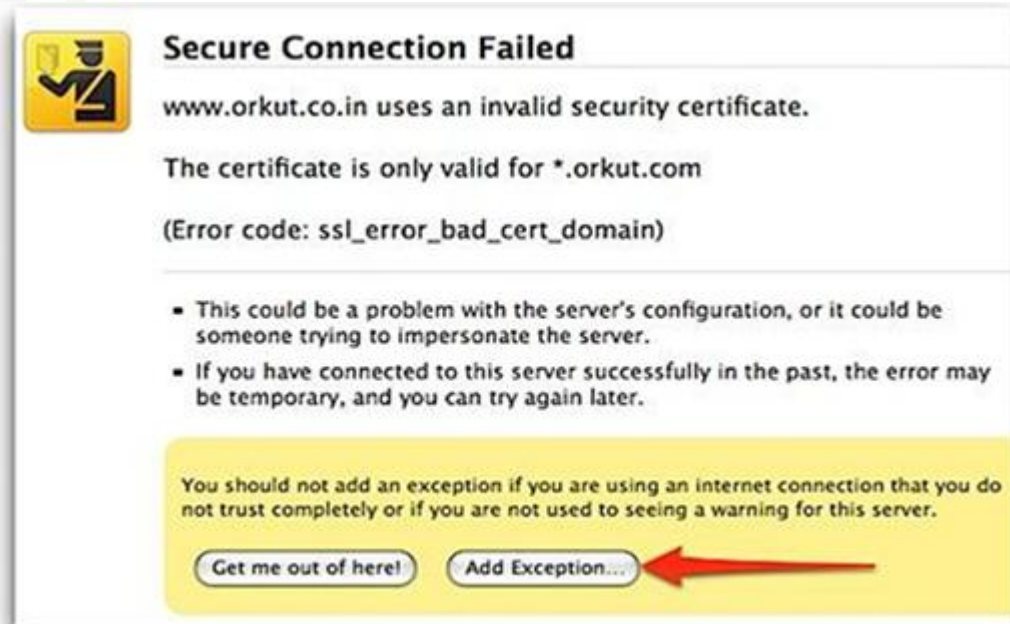 Secure Connection Failed
www.orkut.co.in uses an invalid security certificate.
The certificate is only valid for *.orkut.com
(Error code: ssl_error_bad_cert_domain)
▪ This could be a problem with the server's configuration, or it could be
someone trying to impersonate the server.
▪ If you have connected to this server successfully in the past, the error may
be temporary, and you can try again later.
You should not add an exception if you are using an internet connection that you do
not trust completely or if you are not used to seeing a warning for this server.
Get me out of here! Add Exception...